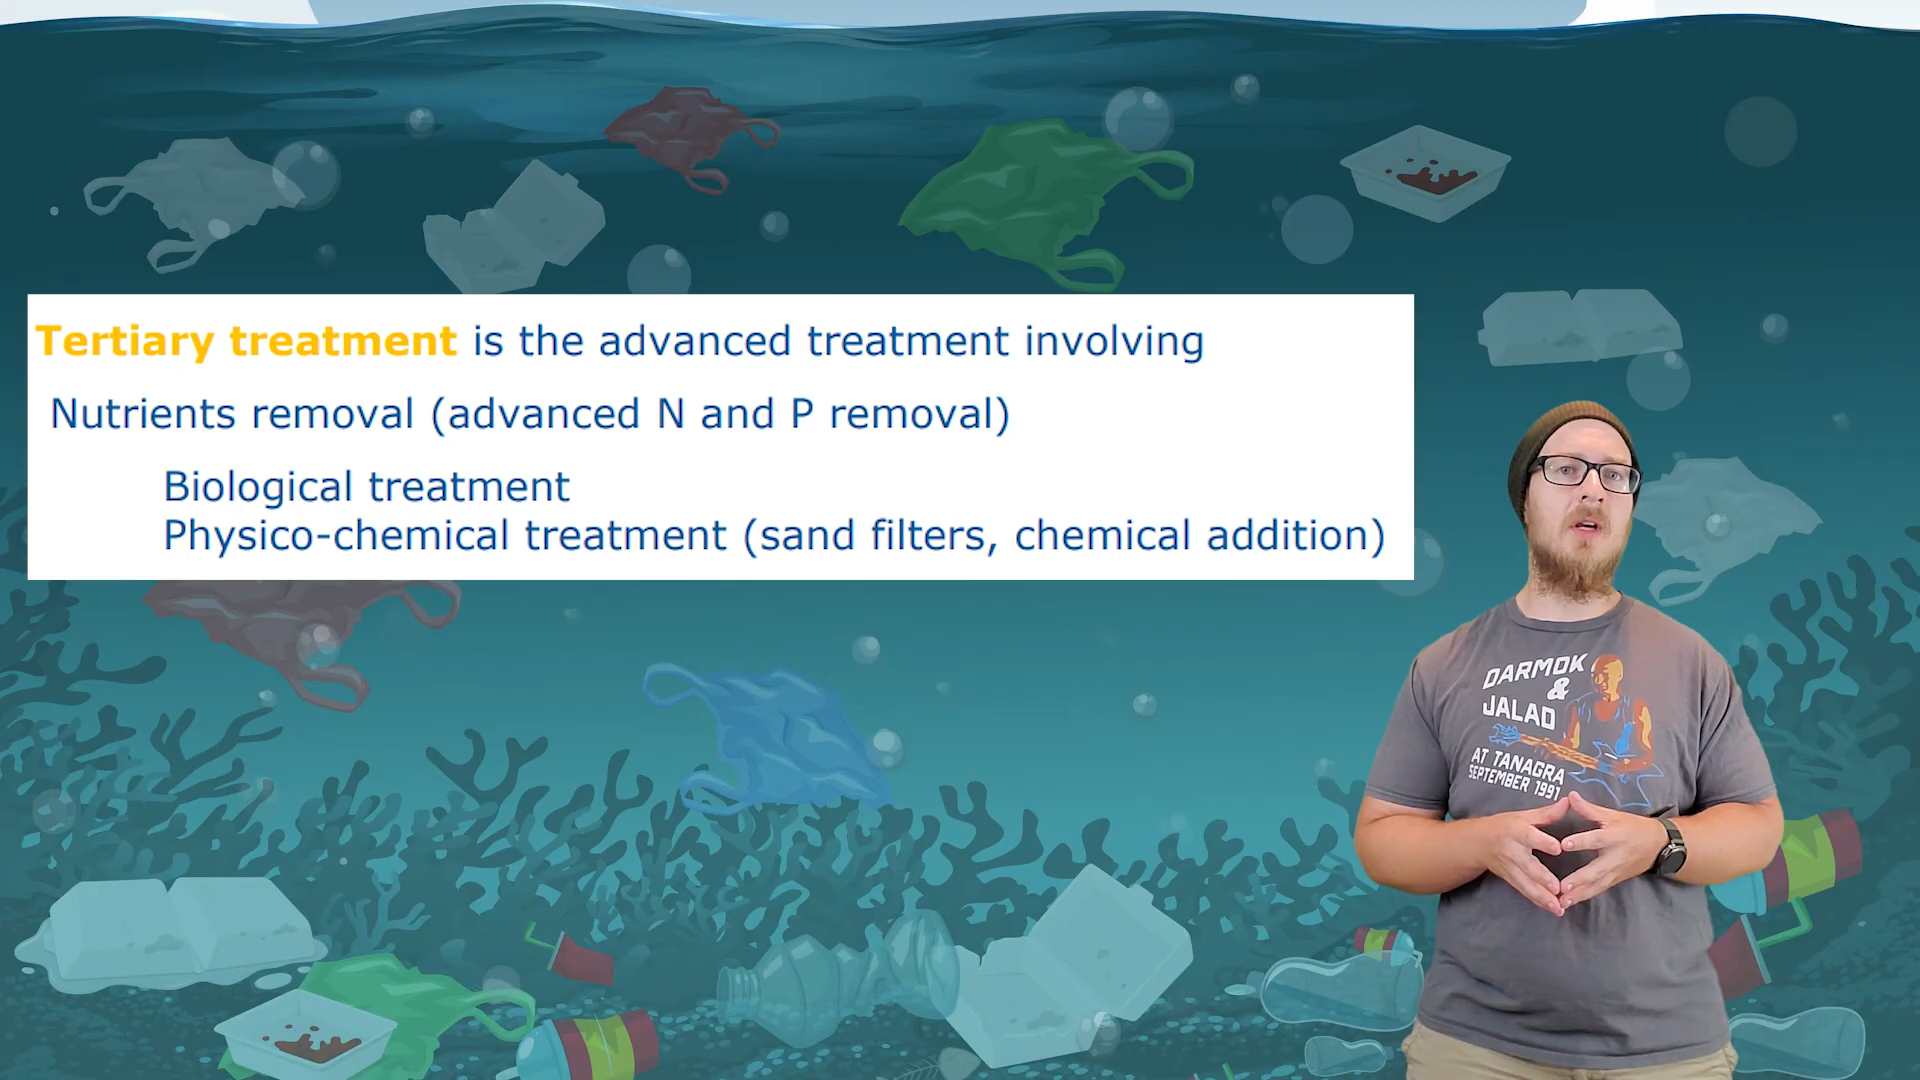 Tertiary treatment is the advanced treatment involving
Nutrients removal (advanced N and P removal)
Biological treatment
Physico-chemical treatment (sand filters, chemical addition)
DARMOK
&
JALAD
AT TANAGRA
SEPTEMBER 1991